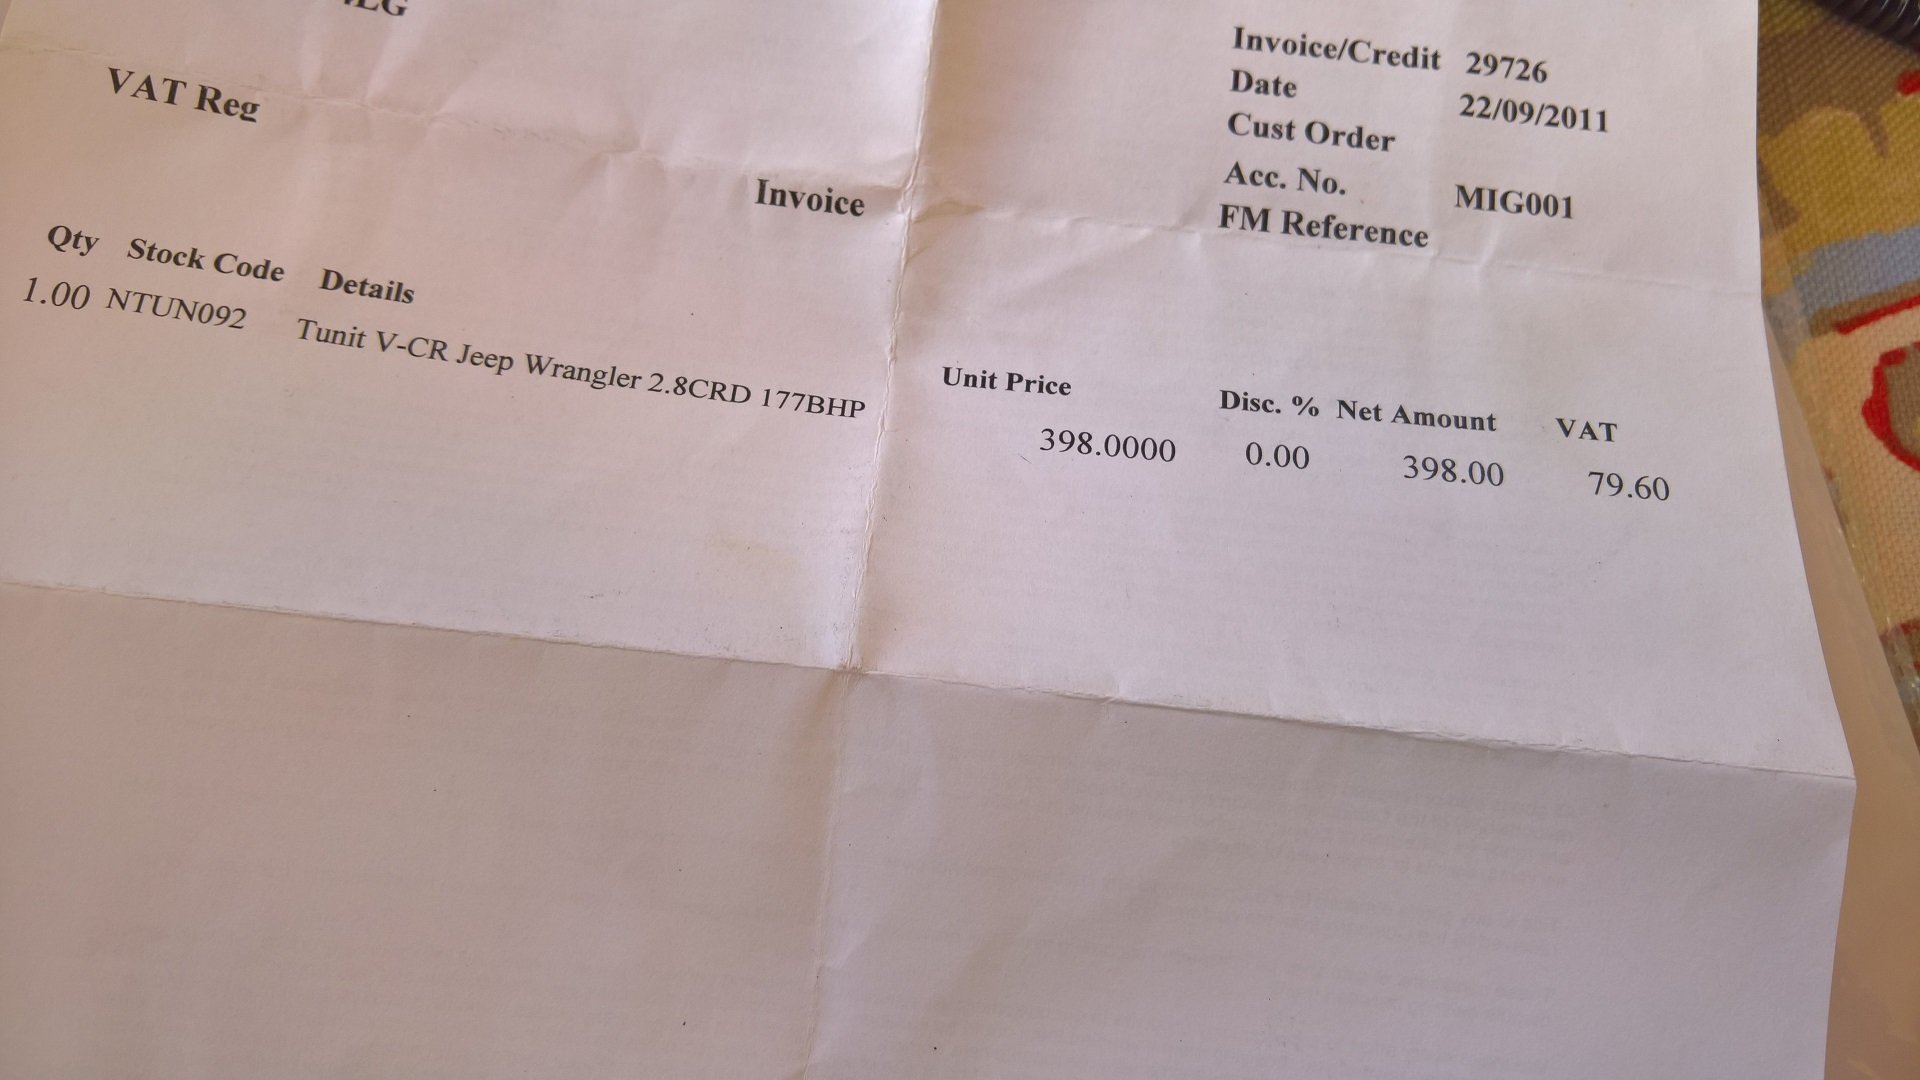 VAT Reg
Invoice/Credit 29726
Date 22/09/2011
Cust Order
Acc. No. MIG001
FM Reference
Invoice
Qty Stock Code Details Unit Price Disc. % Net Amount VAT
1.00 NTUN092 Tunit V-CR Jeep Wrangler 2.8CRD 177BHP 398.0000 0.00 398.00 79.60